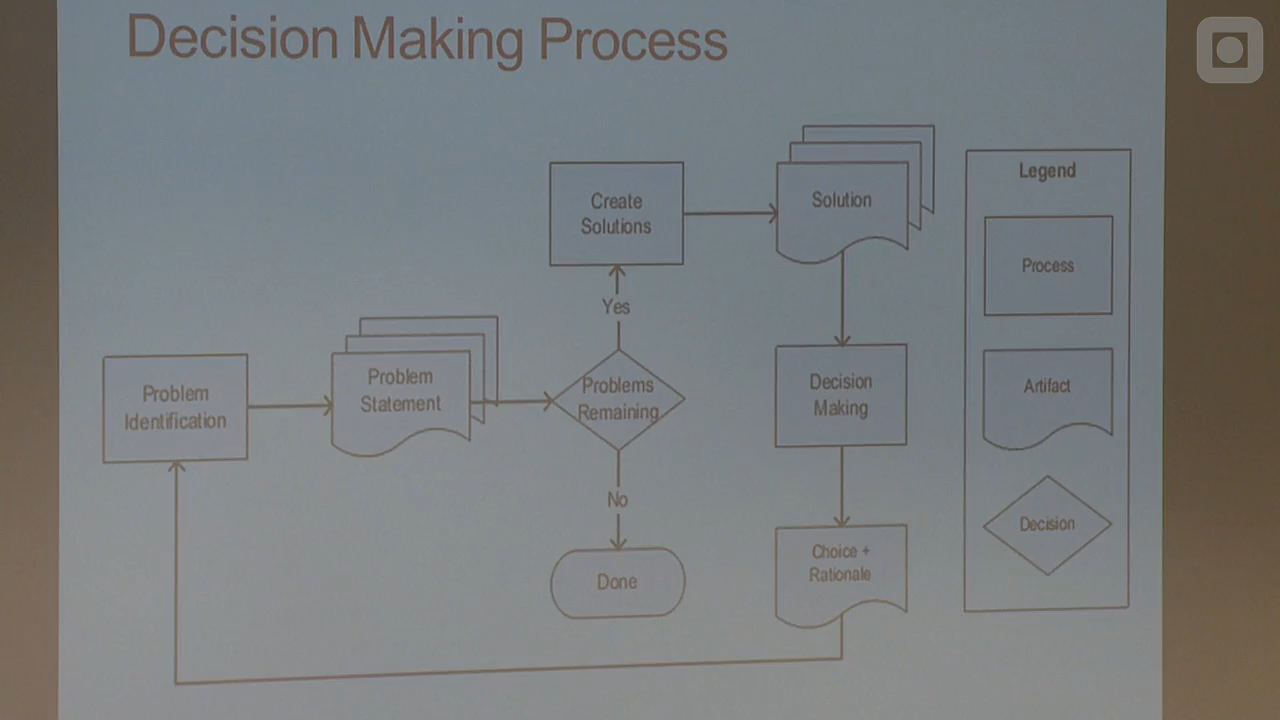 Decision Making Process
Problem
Identification
Problem
Statement
Problems
Remaining
Yes
Create
Solutions
Solution
Decision
Making
Choice +
Rationale
No
Done
Legend
Process
Artifact
Decision